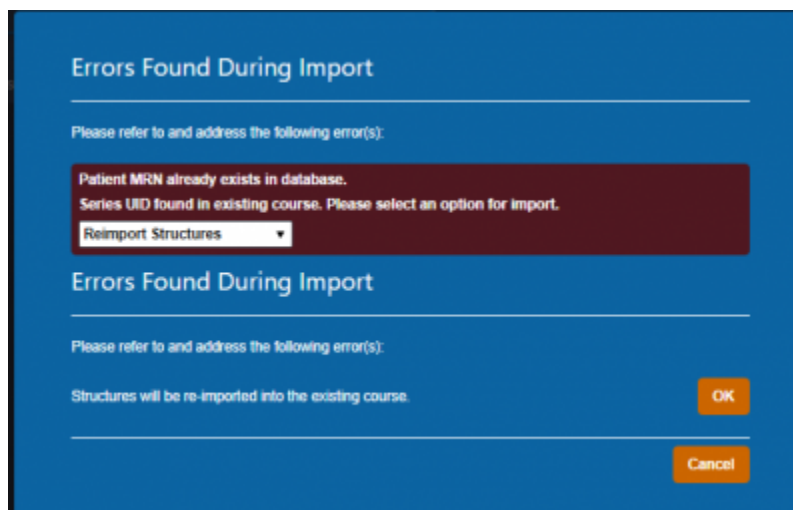 Errors Found During Import
Please refer to and address the following error(s):
Patient MRN already exists in database.
Series UID found in existing course. Please select an option for import.
Reimport Structures
Errors Found During Import
Please refer to and address the following error(s):
Structures will be re-imported into the existing course.
OK
Cancel